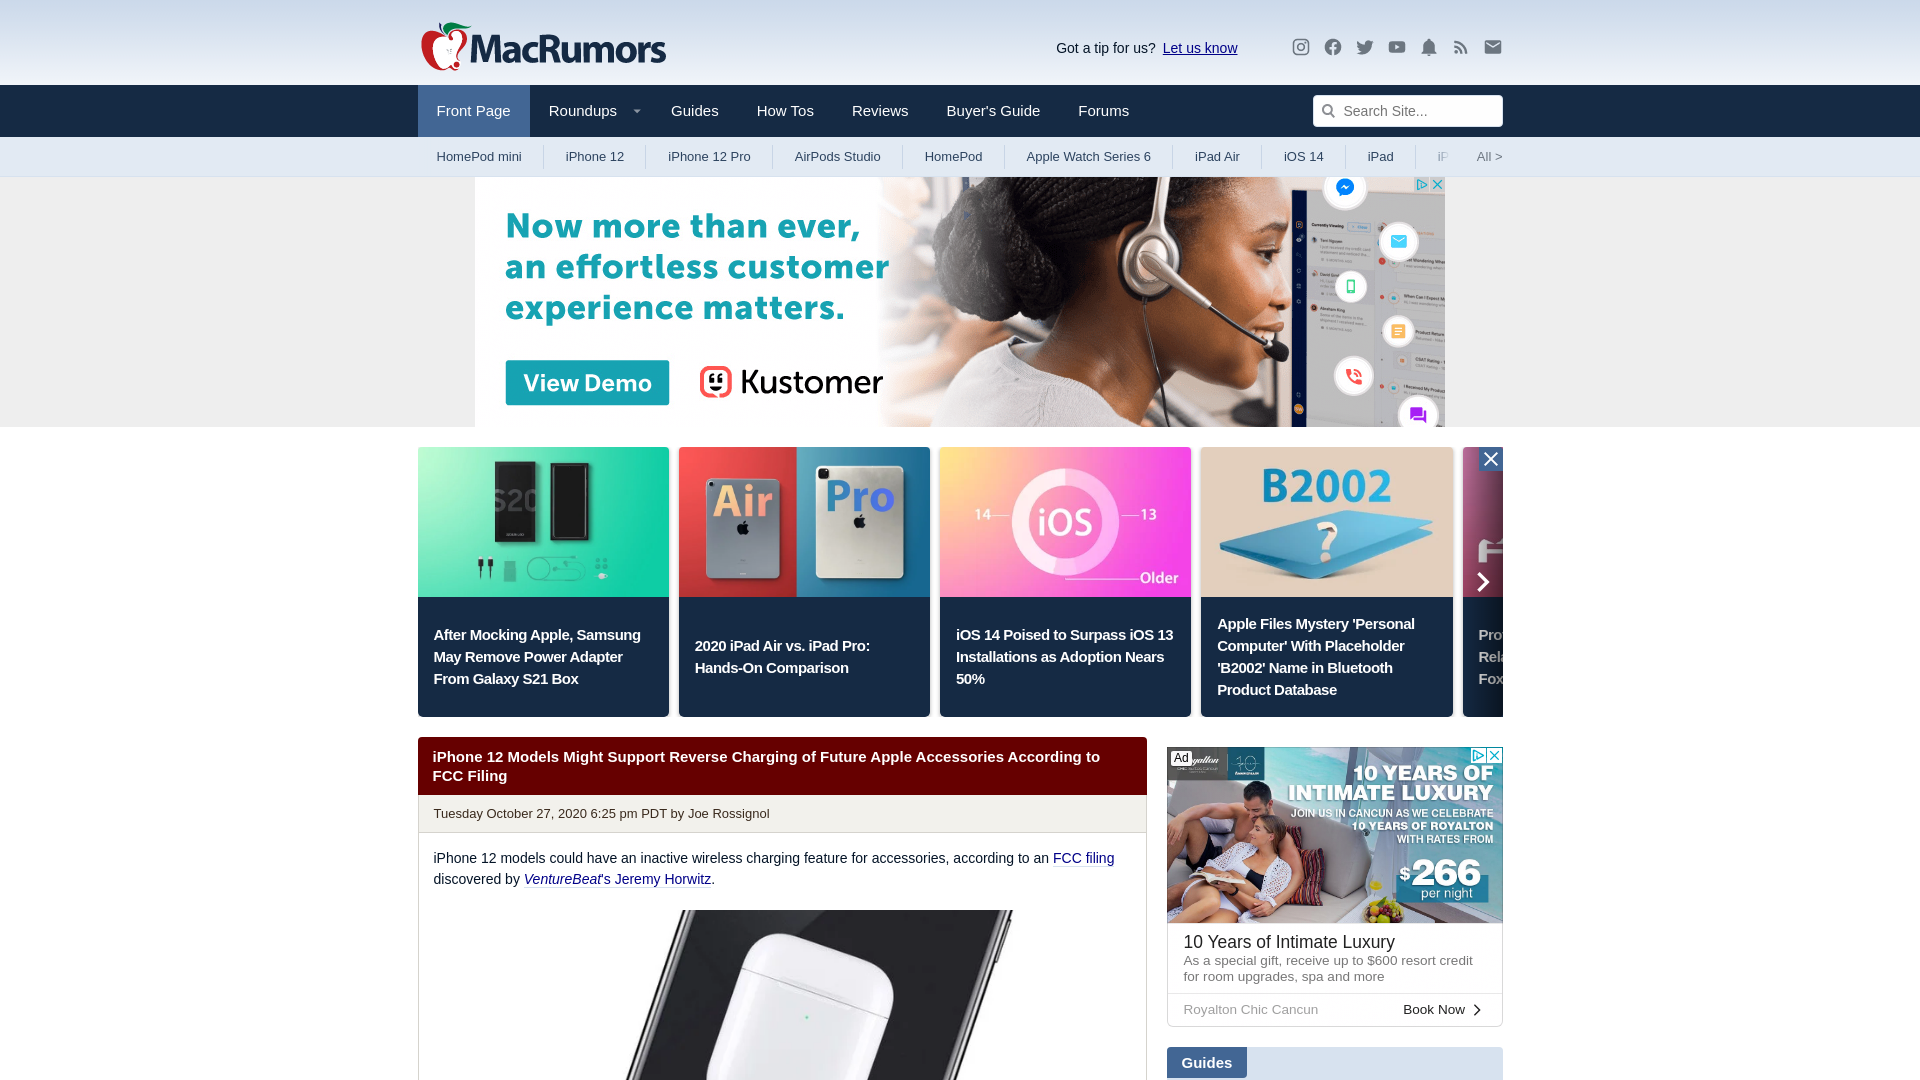 MacRumors
Got a tip for us? Let us know
Front Page
Roundups
Guides
How Tos
Reviews
Buyer's Guide
Forums
Search Site...
HomePod mini
iPhone 12
iPhone 12 Pro
AirPods Studio
HomePod
Apple Watch Series 6
iPad Air
iOS 14
iPad
iP
All >
Now more than ever,
an effortless customer
experience matters.
View Demo
Kustomer
S20
Air
Pro
14
iOS
13
Older
B2002
?
After Mocking Apple, Samsung
May Remove Power Adapter
From Galaxy S21 Box
2020 iPad Air vs. iPad Pro:
Hands-On Comparison
iOS 14 Poised to Surpass iOS 13
Installations as Adoption Nears
50%
Apple Files Mystery 'Personal
Computer' With Placeholder
'B2002' Name in Bluetooth
Product Database
Pro
Rela
Fox
iPhone 12 Models Might Support Reverse Charging of Future Apple Accessories According to
FCC Filing
Tuesday October 27, 2020 6:25 pm PDT by Joe Rossignol
iPhone 12 models could have an inactive wireless charging feature for accessories, according to an FCC filing
discovered by VentureBeat's Jeremy Horwitz.
Ad
10 YEARS OF
INTIMATE LUXURY
JOIN US IN CANCUN AS WE CELEBRATE
10 YEARS OF ROYALTON
WITH RATES FROM
$266
per night
10 Years of Intimate Luxury
As a special gift, receive up to $600 resort credit
for room upgrades, spa and more
Royalton Chic Cancun
Book Now
Guides